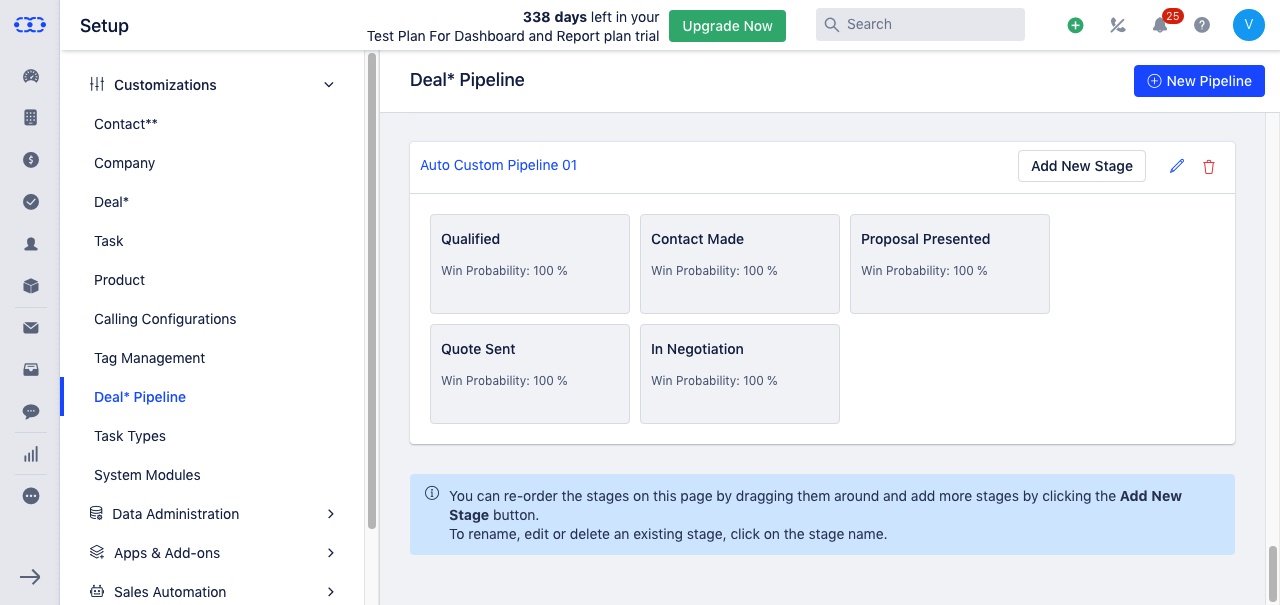 Setup
338 days left in your
Test Plan For Dashboard and Report plan trial
Upgrade Now
Search
25
V
Customizations
Contact**
Company
Deal*
Task
Product
Calling Configurations
Tag Management
Deal* Pipeline
Task Types
System Modules
Data Administration
Apps & Add-ons
Sales Automation
Deal* Pipeline
New Pipeline
Auto Custom Pipeline 01
Add New Stage
Qualified
Win Probability: 100 %
Contact Made
Win Probability: 100 %
Proposal Presented
Win Probability: 100 %
Quote Sent
Win Probability: 100 %
In Negotiation
Win Probability: 100 %
You can re-order the stages on this page by dragging them around and add more stages by clicking the Add New
Stage button.
To rename, edit or delete an existing stage, click on the stage name.